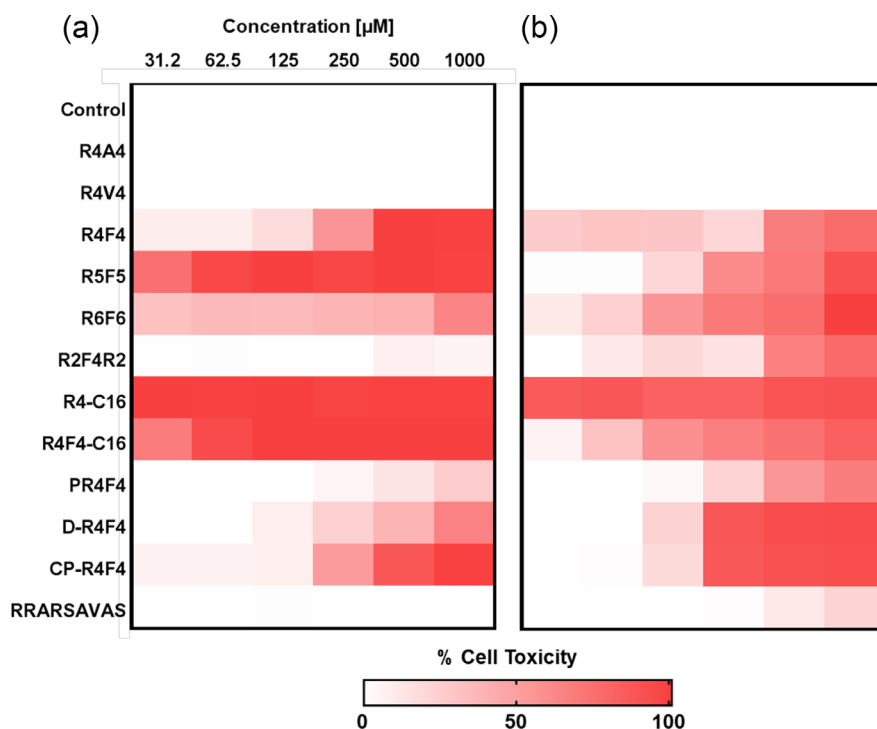 (a) Concentration [µM] (b)
31.2 62.5 125 250 500 1000
Control
R4A4
R4V4
R4F4
R5F5
R6F6
R2F4R2
R4-C16
R4F4-C16
PR4F4
D-R4F4
CP-R4F4
RRARSAVAS
% Cell Toxicity
0 50 100